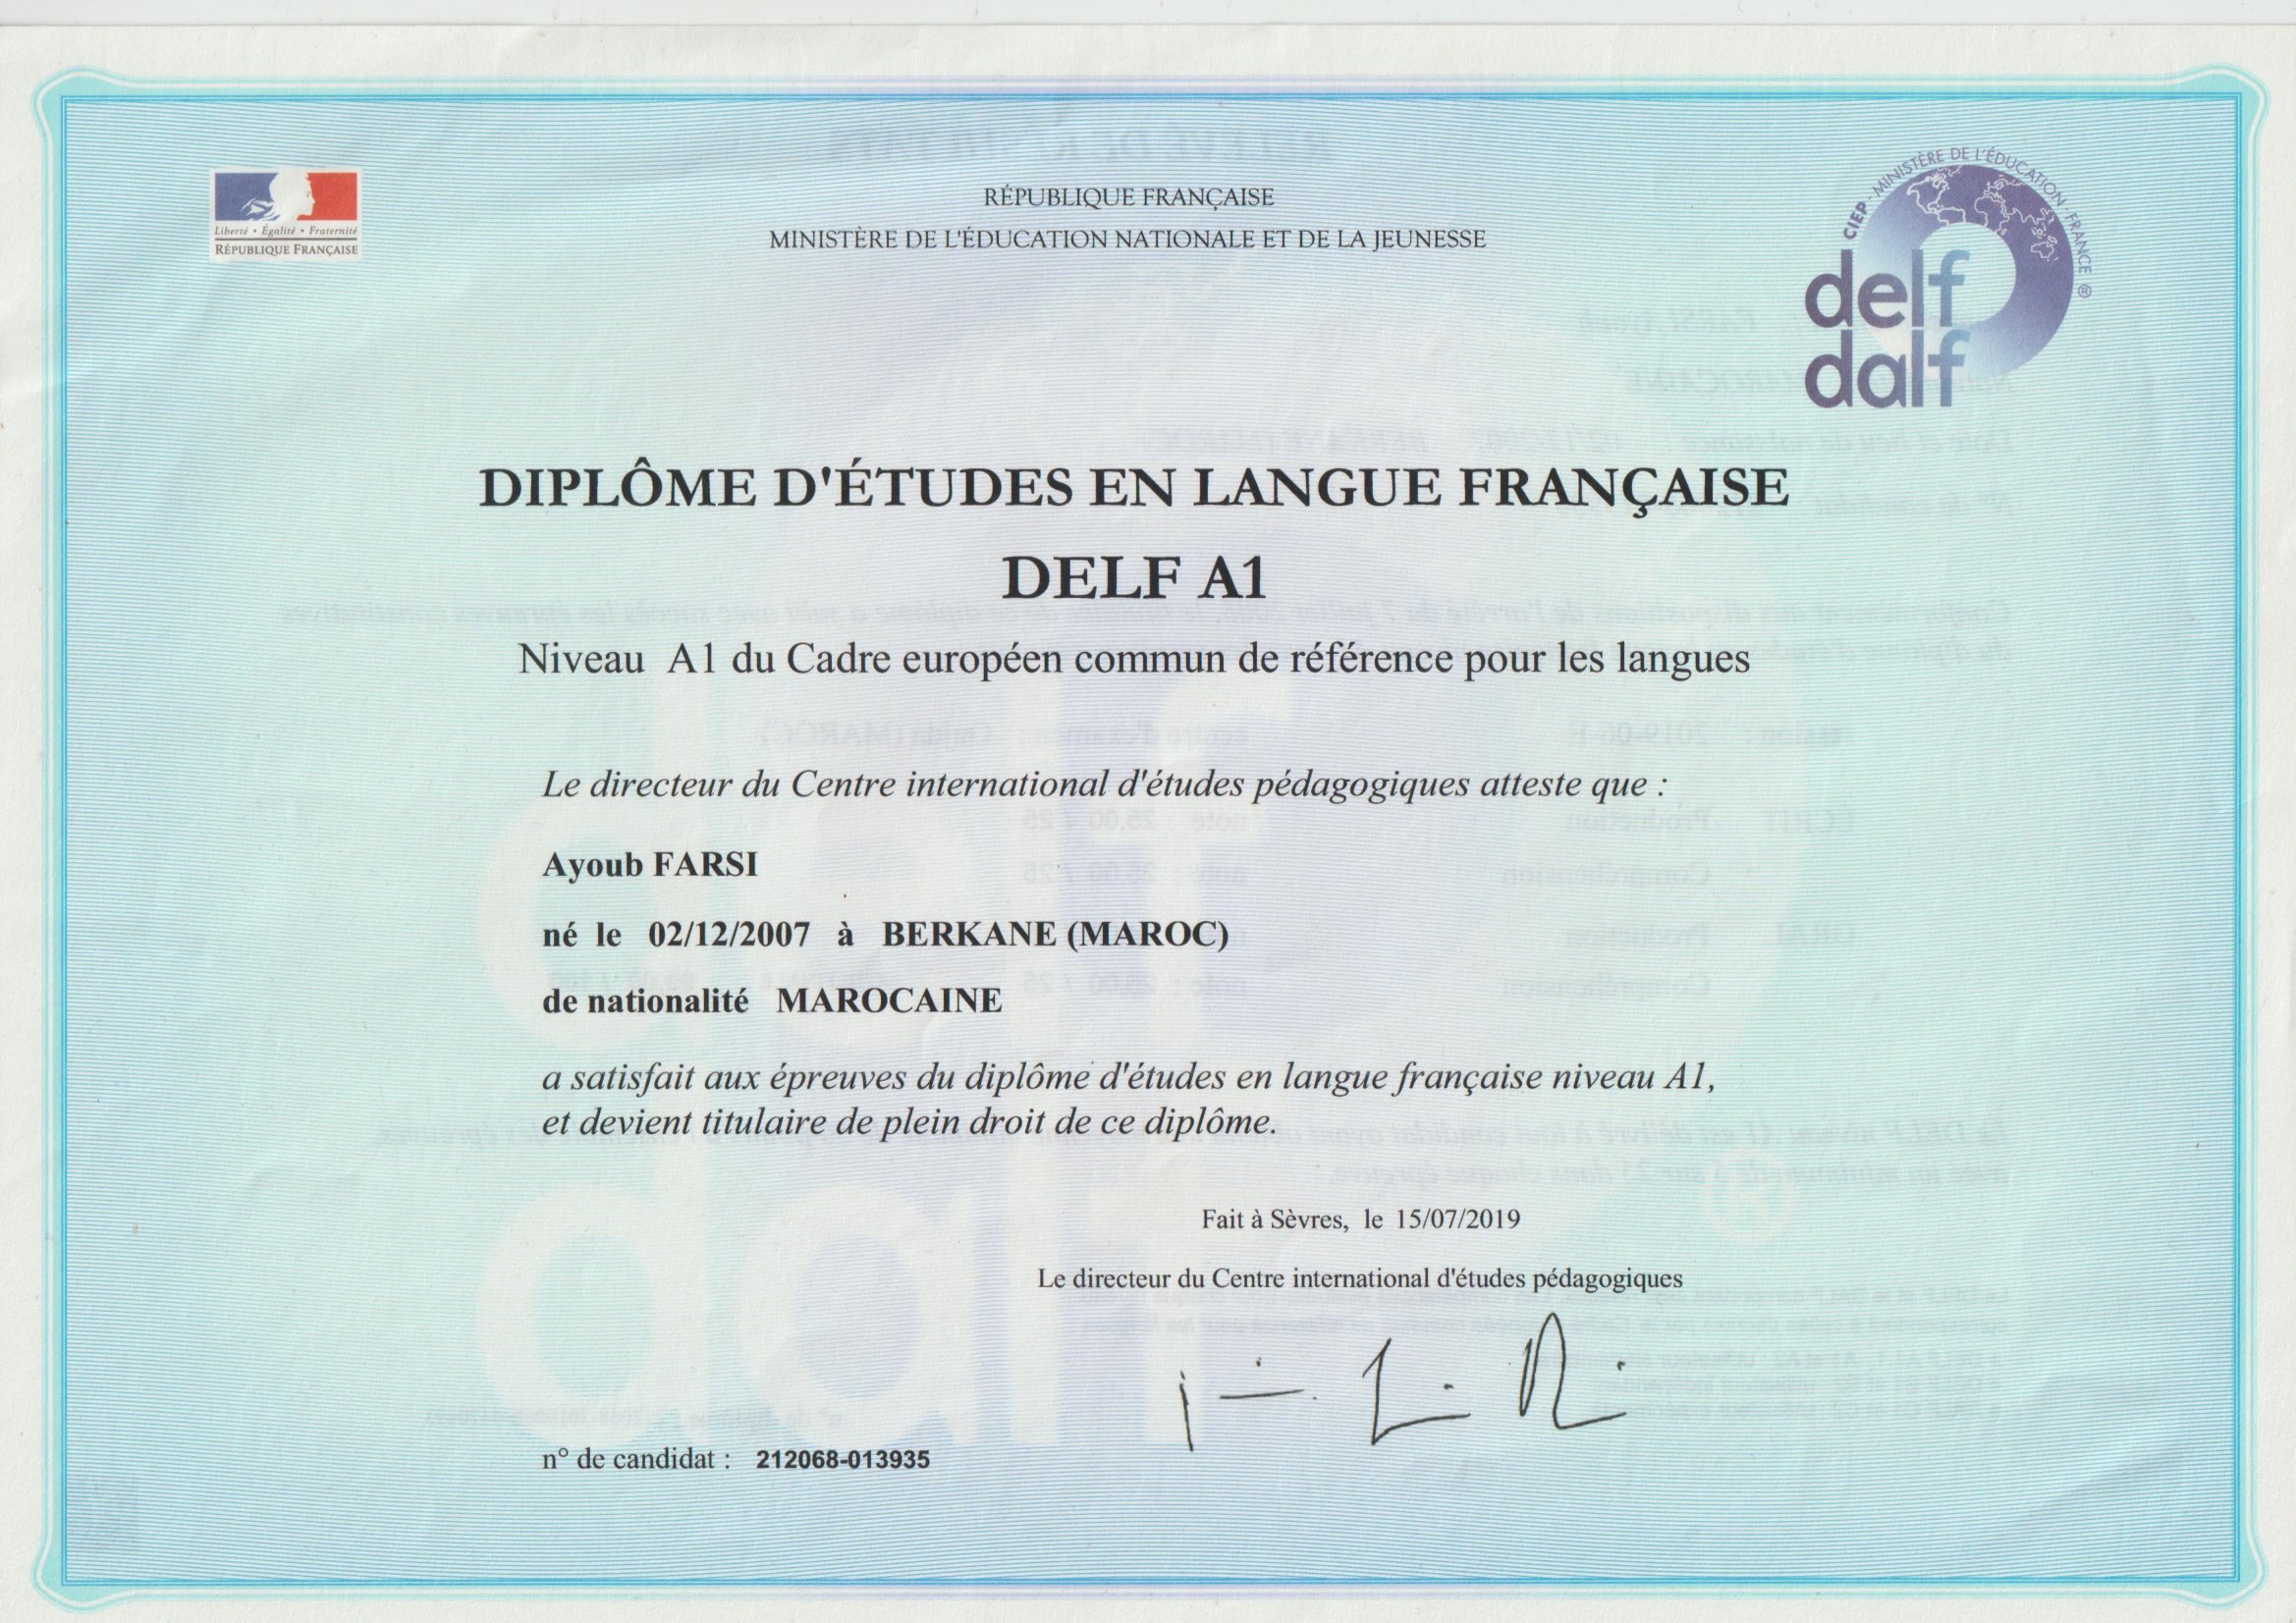 Liberté • Égalité • Fraternité
RÉPUBLIQUE FRANÇAISE
RÉPUBLIQUE FRANÇAISE
MINISTÈRE DE L'ÉDUCATION NATIONALE ET DE LA JEUNESSE
CIEP - MINISTÈRE DE L'ÉDUCATION - FRANCE ®
delf
dalf
DIPLÔME D'ÉTUDES EN LANGUE FRANÇAISE
DELF A1
Niveau A1 du Cadre européen commun de référence pour les langues
Le directeur du Centre international d'études pédagogiques atteste que :
Ayoub FARSI
né le 02/12/2007 à BERKANE (MAROC)
de nationalité MAROCAINE
a satisfait aux épreuves du diplôme d'études en langue française niveau A1,
et devient titulaire de plein droit de ce diplôme.
Fait à Sèvres, le 15/07/2019
Le directeur du Centre international d'études pédagogiques
n° de candidat : 212068-013935